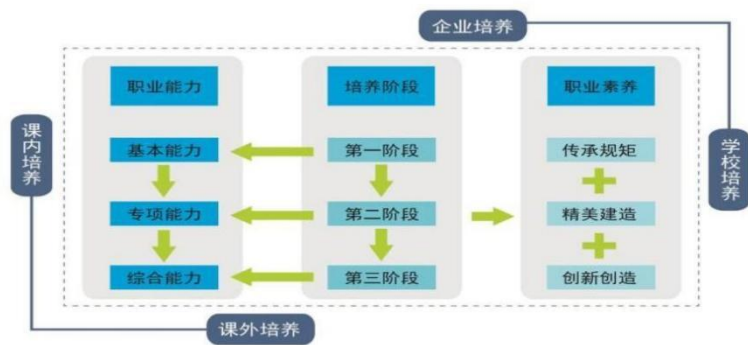 企业培养
职业能力
培养阶段
职业素养
课内培养
学校培养
基本能力
第一阶段
传承规矩
专项能力
第二阶段
精美建造
综合能力
第三阶段
创新创造
课外培养